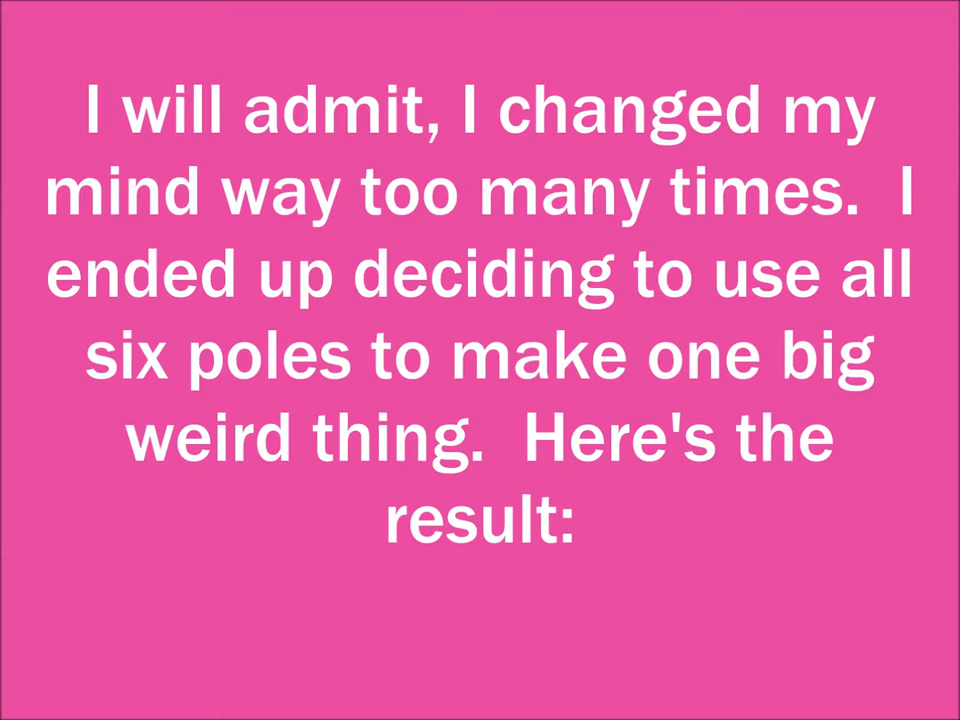 I will admit, I changed my
mind way too many times.  I
ended up deciding to use all
six poles to make one big
weird thing.  Here's the
result: